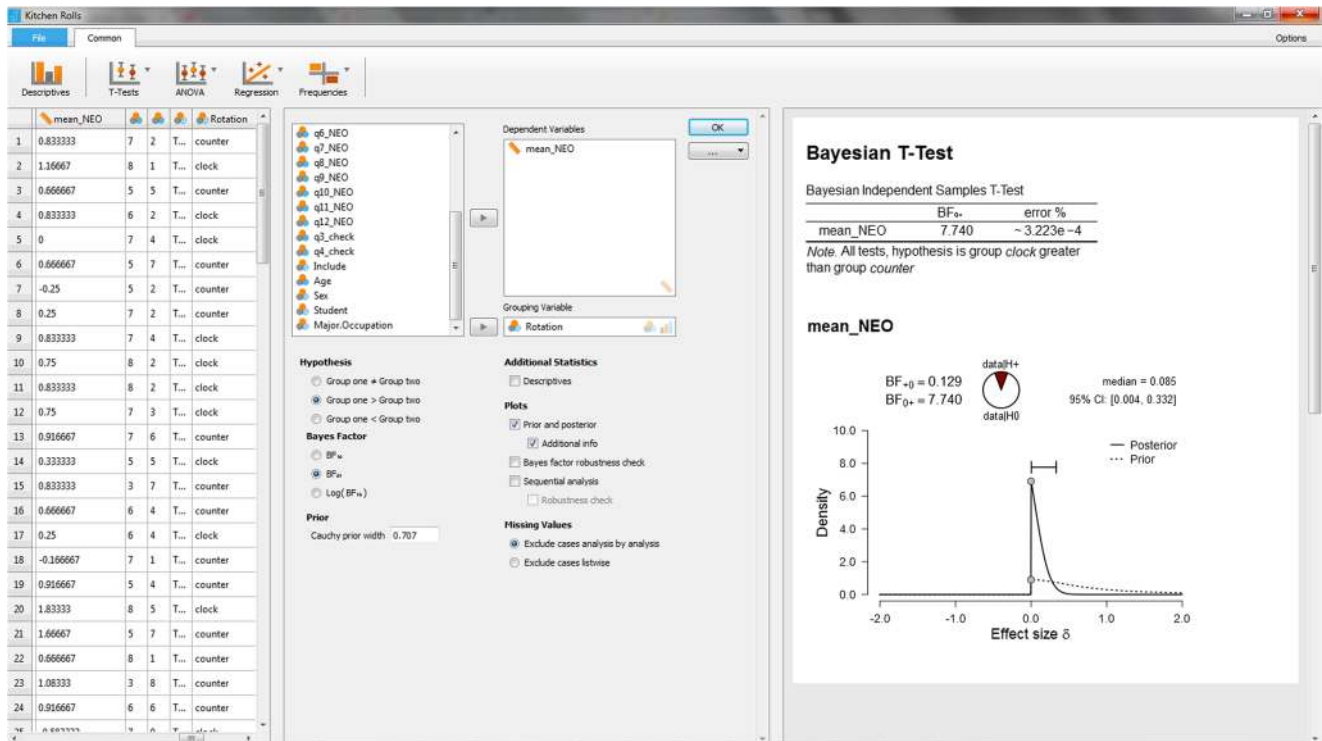 Kitchen Rolls
File Common Options
Descriptives T-Tests ANOVA Regression Frequencies
mean_NEO Rotation
1 0.833333 7 2 T... counter
2 1.16667 8 1 T... clock
3 0.666667 5 5 T... counter
4 0.833333 6 2 T... clock
5 0 7 4 T... clock
6 0.666667 5 7 T... counter
7 -0.25 5 2 T... counter
8 0.25 7 2 T... counter
9 0.833333 7 4 T... clock
10 0.75 8 2 T... clock
11 0.833333 8 2 T... clock
12 0.75 7 3 T... clock
13 0.916667 7 6 T... counter
14 0.333333 5 5 T... clock
15 0.833333 3 7 T... counter
16 0.666667 6 4 T... counter
17 0.25 6 4 T... clock
18 -0.166667 7 1 T... counter
19 0.916667 5 4 T... counter
20 1.83333 8 5 T... clock
21 1.66667 5 7 T... counter
22 0.666667 8 1 T... counter
23 1.08333 3 8 T... counter
24 0.916667 6 6 T... counter
q6_NEO
q7_NEO
q8_NEO
q9_NEO
q10_NEO
q11_NEO
q12_NEO
q3_check
q4_check
Include
Age
Sex
Student
Major.Occupation
Dependent Variables
mean_NEO
OK
...
Grouping Variable
Rotation
Hypothesis
Group one ≠ Group two
Group one > Group two
Group one < Group two
Bayes Factor
BF₁₀
BF₀₁
Log(BF₁₀)
Prior
Cauchy prior width 0.707
Additional Statistics
Descriptives
Plots
Prior and posterior
Additional info
Bayes factor robustness check
Sequential analysis
Robustness check
Missing Values
Exclude cases analysis by analysis
Exclude cases listwise
Bayesian T-Test
Bayesian Independent Samples T-Test
BF₀₊ error %
mean_NEO 7.740 ~ 3.223e -4
Note. All tests, hypothesis is group clock greater
than group counter
mean_NEO
data|H+
BF₊₀ = 0.129
BF₀₊ = 7.740
data|H0
median = 0.085
95% CI: [0.004, 0.332]
Posterior
Prior
10.0
8.0
6.0
4.0
2.0
0.0
Density
-2.0 -1.0 0.0 1.0 2.0
Effect size δ